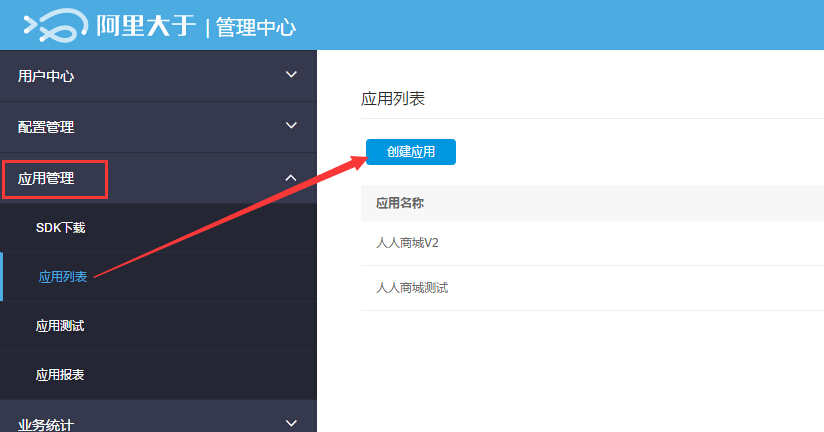 阿里大于 | 管理中心
用户中心
配置管理
应用管理
SDK下载
应用列表
应用测试
应用报表
业务统计
应用列表
创建应用
应用名称
人人商城V2
人人商城测试